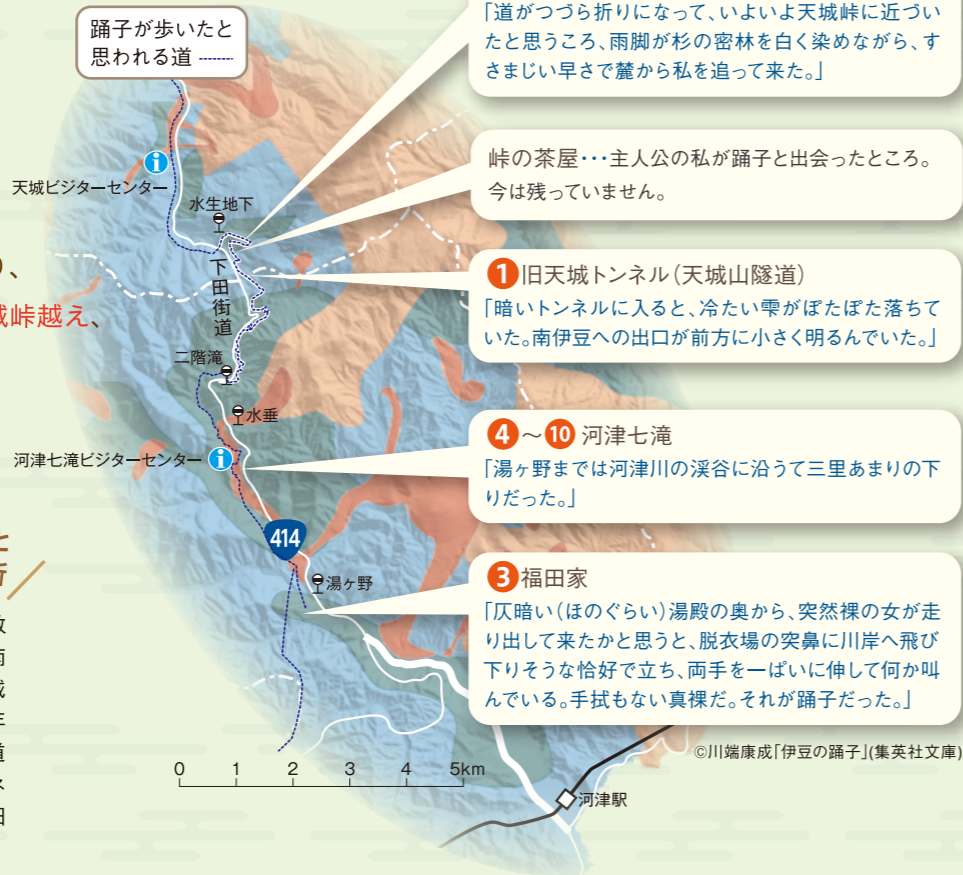 踊子が歩いたと
思われる道
「道がつづら折りになって、いよいよ天城峠に近づい
たと思うころ、雨脚が杉の密林を白く染めながら、す
さまじい早さで麓から私を追って来た。」
峠の茶屋･･･主人公の私が踊子と出会ったところ。
今は残っていません。
1 旧天城トンネル(天城山隧道)
「暗いトンネルに入ると、冷たい雫がぽたぽた落ちて
いた。南伊豆への出口が前方に小さく明るんでいた。」
4～10 河津七滝
「湯ヶ野までは河津川の渓谷に沿うて三里あまりの下
りだった。」
3 福田家
「仄暗い(ほのぐらい)湯殿の奥から、突然裸の女が走
り出して来たかと思うと、脱衣場の突鼻に川岸へ飛び
下りそうな恰好で立ち、両手を一ぱいに伸して何か叫
んでいる。手拭もない真裸だ。それが踊子だった。」
©川端康成「伊豆の踊子」(集英社文庫)
天城ビジターセンター
水生地下
下田街道
二階滝
水垂
河津七滝ビジターセンター
414
湯ヶ野
河津駅
0 1 2 3 4 5km
、
峠越え、